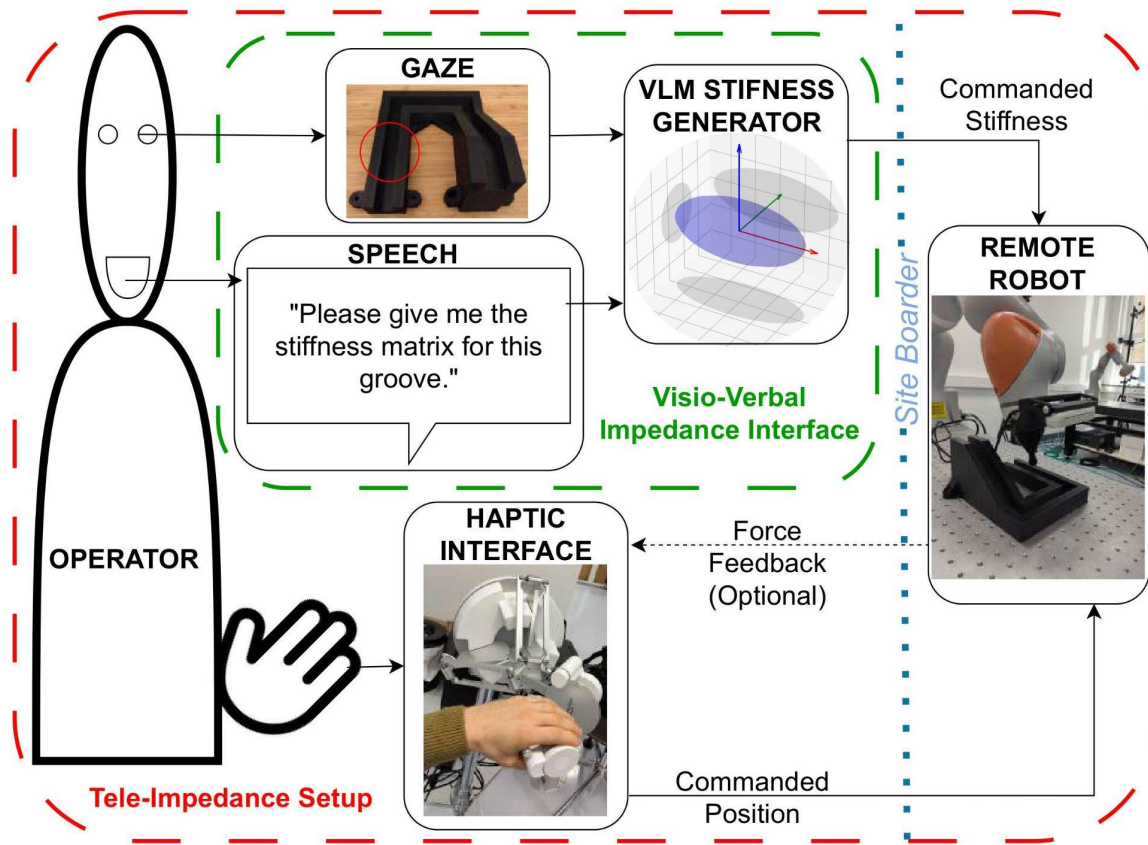 GAZE
VLM STIFNESS
GENERATOR
Commanded
Stiffness
SPEECH
"Please give me the
stiffness matrix for this
groove."
REMOTE
ROBOT
Site Boarder
Visio-Verbal
Impedance Interface
OPERATOR
HAPTIC
INTERFACE
Force
Feedback
(Optional)
Tele-Impedance Setup
Commanded
Position